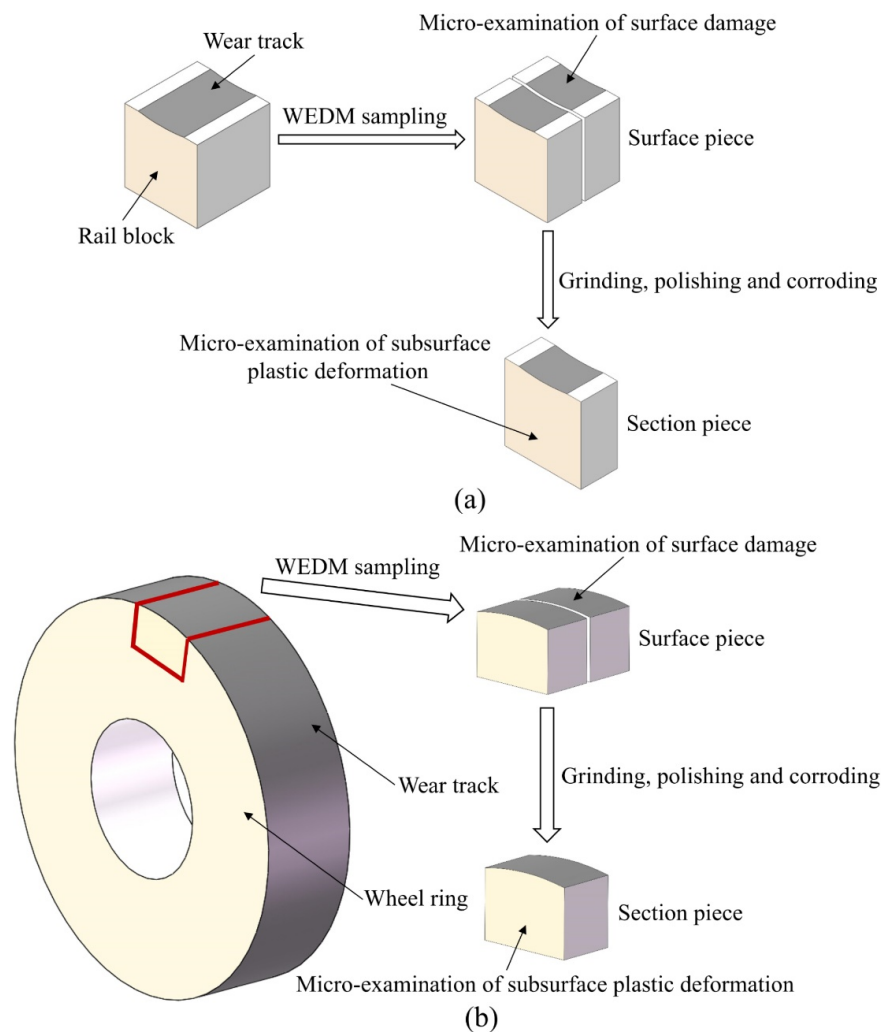 Wear track
Micro-examination of surface damage
WEDM sampling
Surface piece
Rail block
Grinding, polishing and corroding
Micro-examination of subsurface
plastic deformation
Section piece
(a)
WEDM sampling
Micro-examination of surface damage
Surface piece
Wear track
Grinding, polishing and corroding
Wheel ring
Section piece
Micro-examination of subsurface plastic deformation
(b)